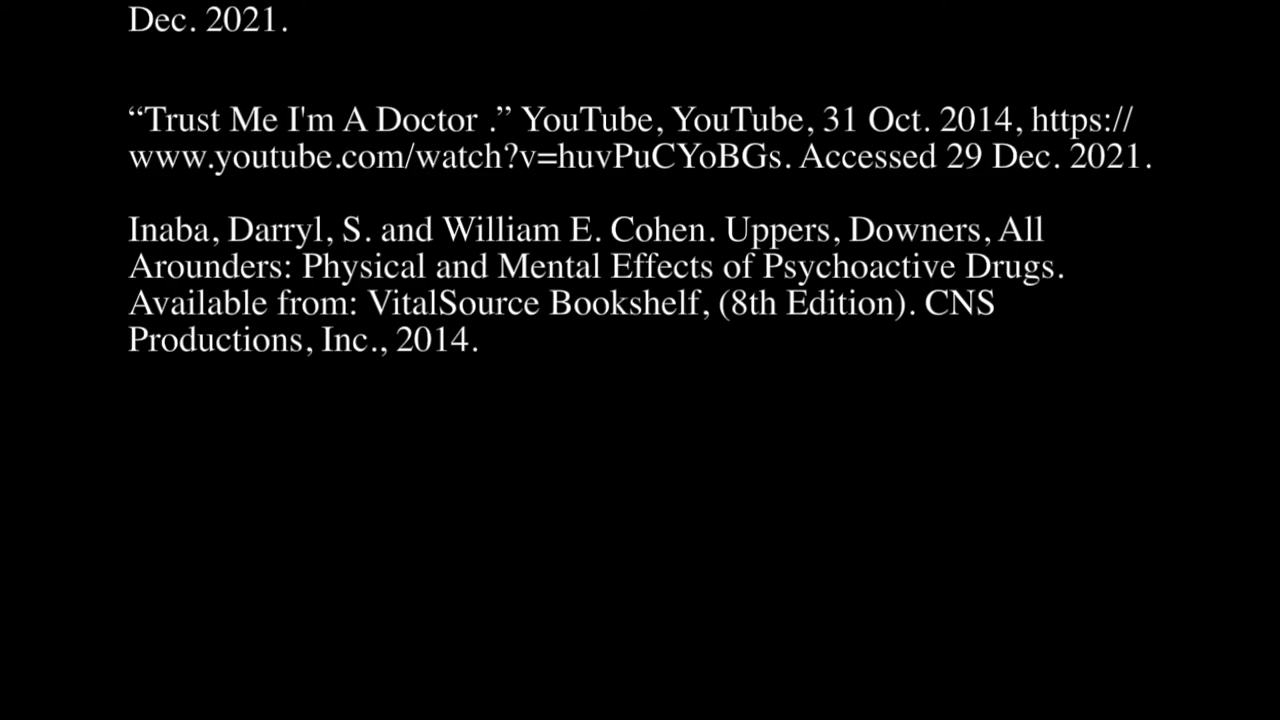 Dec. 2021.
“Trust Me I'm A Doctor .” YouTube, YouTube, 31 Oct. 2014, https://
www.youtube.com/watch?v=huvPuCYoBGs. Accessed 29 Dec. 2021.
Inaba, Darryl, S. and William E. Cohen. Uppers, Downers, All
Arounders: Physical and Mental Effects of Psychoactive Drugs.
Available from: VitalSource Bookshelf, (8th Edition). CNS
Productions, Inc., 2014.